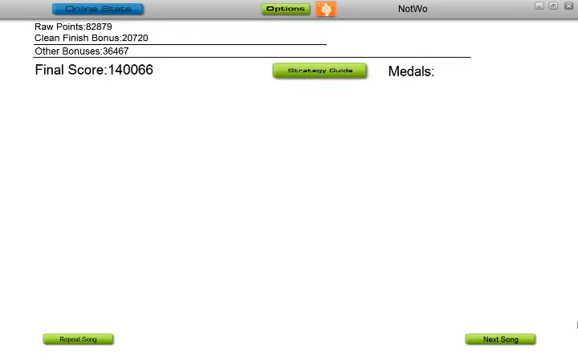 Online Stats
Options
NotWo
Raw Points:82879
Clean Finish Bonus:20720
Other Bonuses:36467
Final Score:140066
Strategy Guide
Medals:
Repeat Song
Next Song